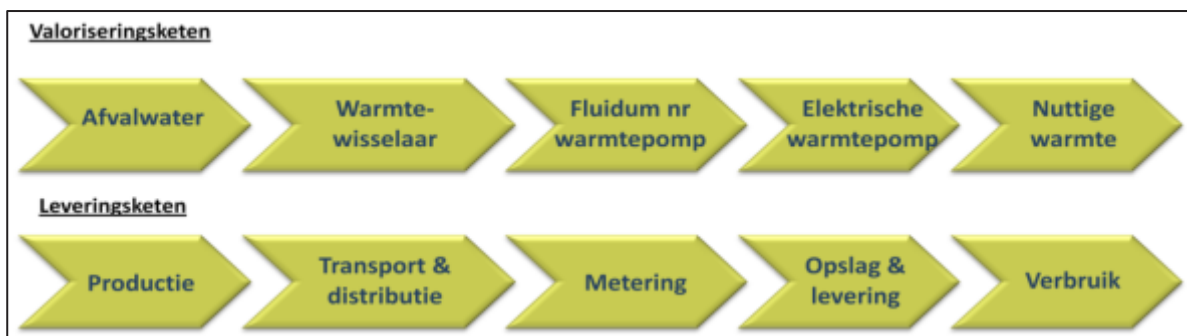 Valoriseringsketen
Afvalwater
Warmte-
wisselaar
Fluidum nr
warmtepomp
Elektrische
warmtepomp
Nuttige
warmte
Leveringsketen
Productie
Transport &
distributie
Metering
Opslag &
levering
Verbruik